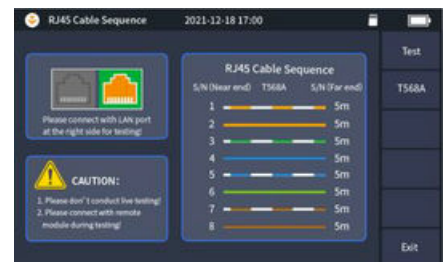 RJ45 Cable Sequence 2021-12-18 17:00
Please connect with LAN port
at the right side for testing!
CAUTION:
1. Please don't conduct live testing!
2. Please connect with remote
module during testing!
RJ45 Cable Sequence
S/N (Near end) T568A S/N (Far end)
1 5m
2 5m
3 5m
4 5m
5 5m
6 5m
7 5m
8 5m
Test
T568A
Exit